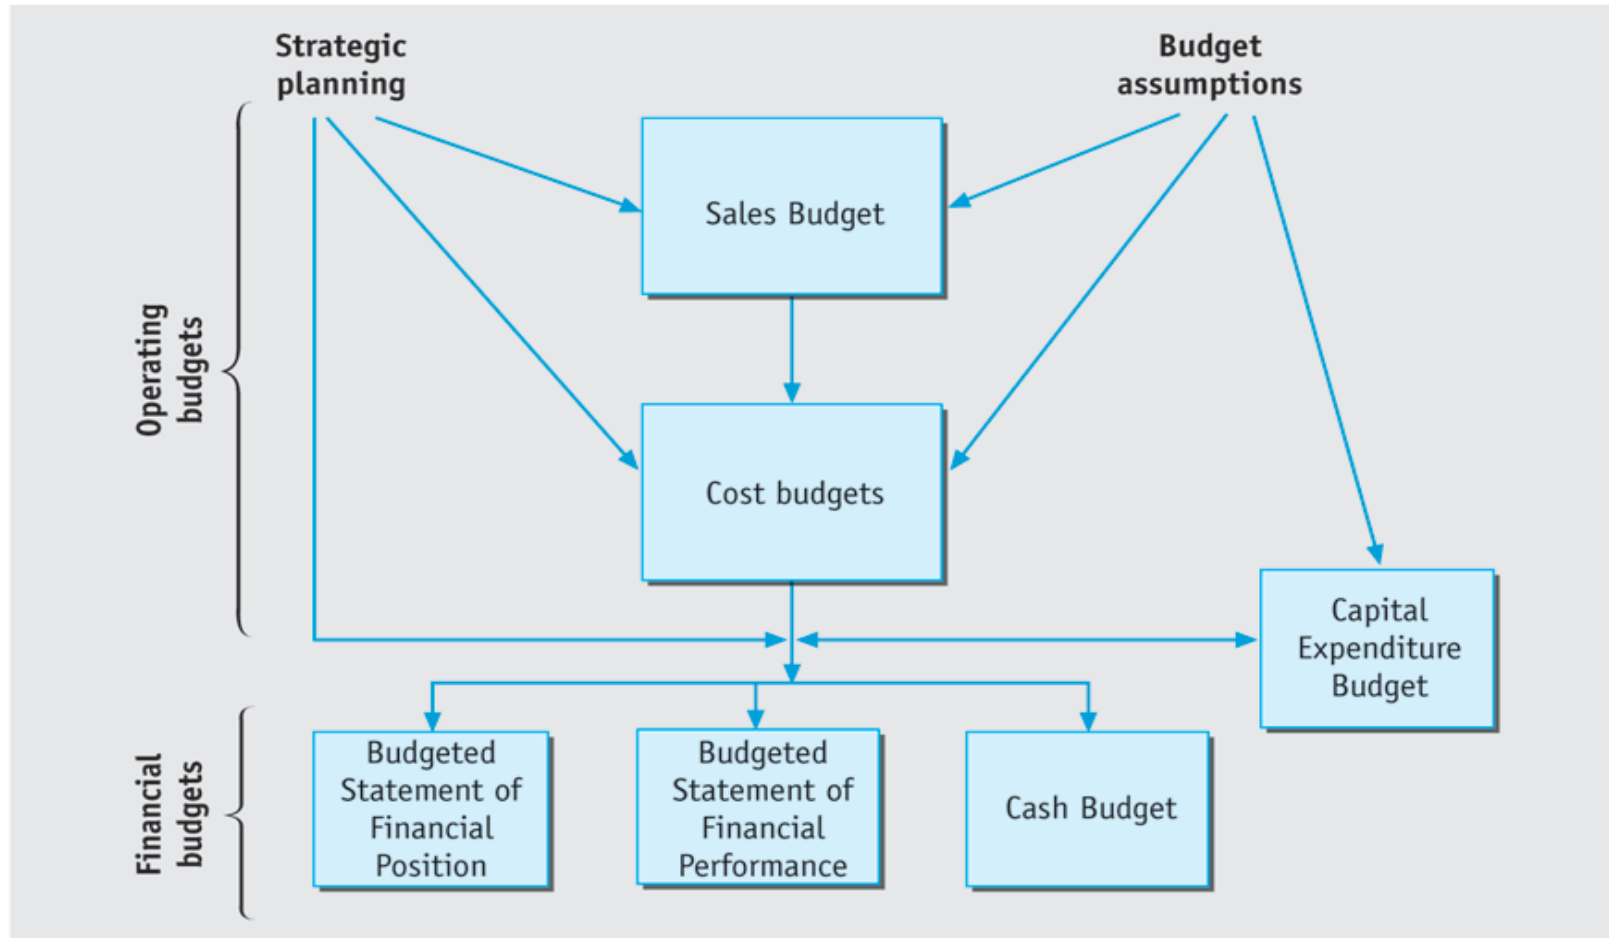 Strategic
planning
Budget
assumptions
Sales Budget
Operating
budgets
Cost budgets
Capital
Expenditure
Budget
Financial
budgets
Budgeted
Statement of
Financial
Position
Budgeted
Statement of
Financial
Performance
Cash Budget